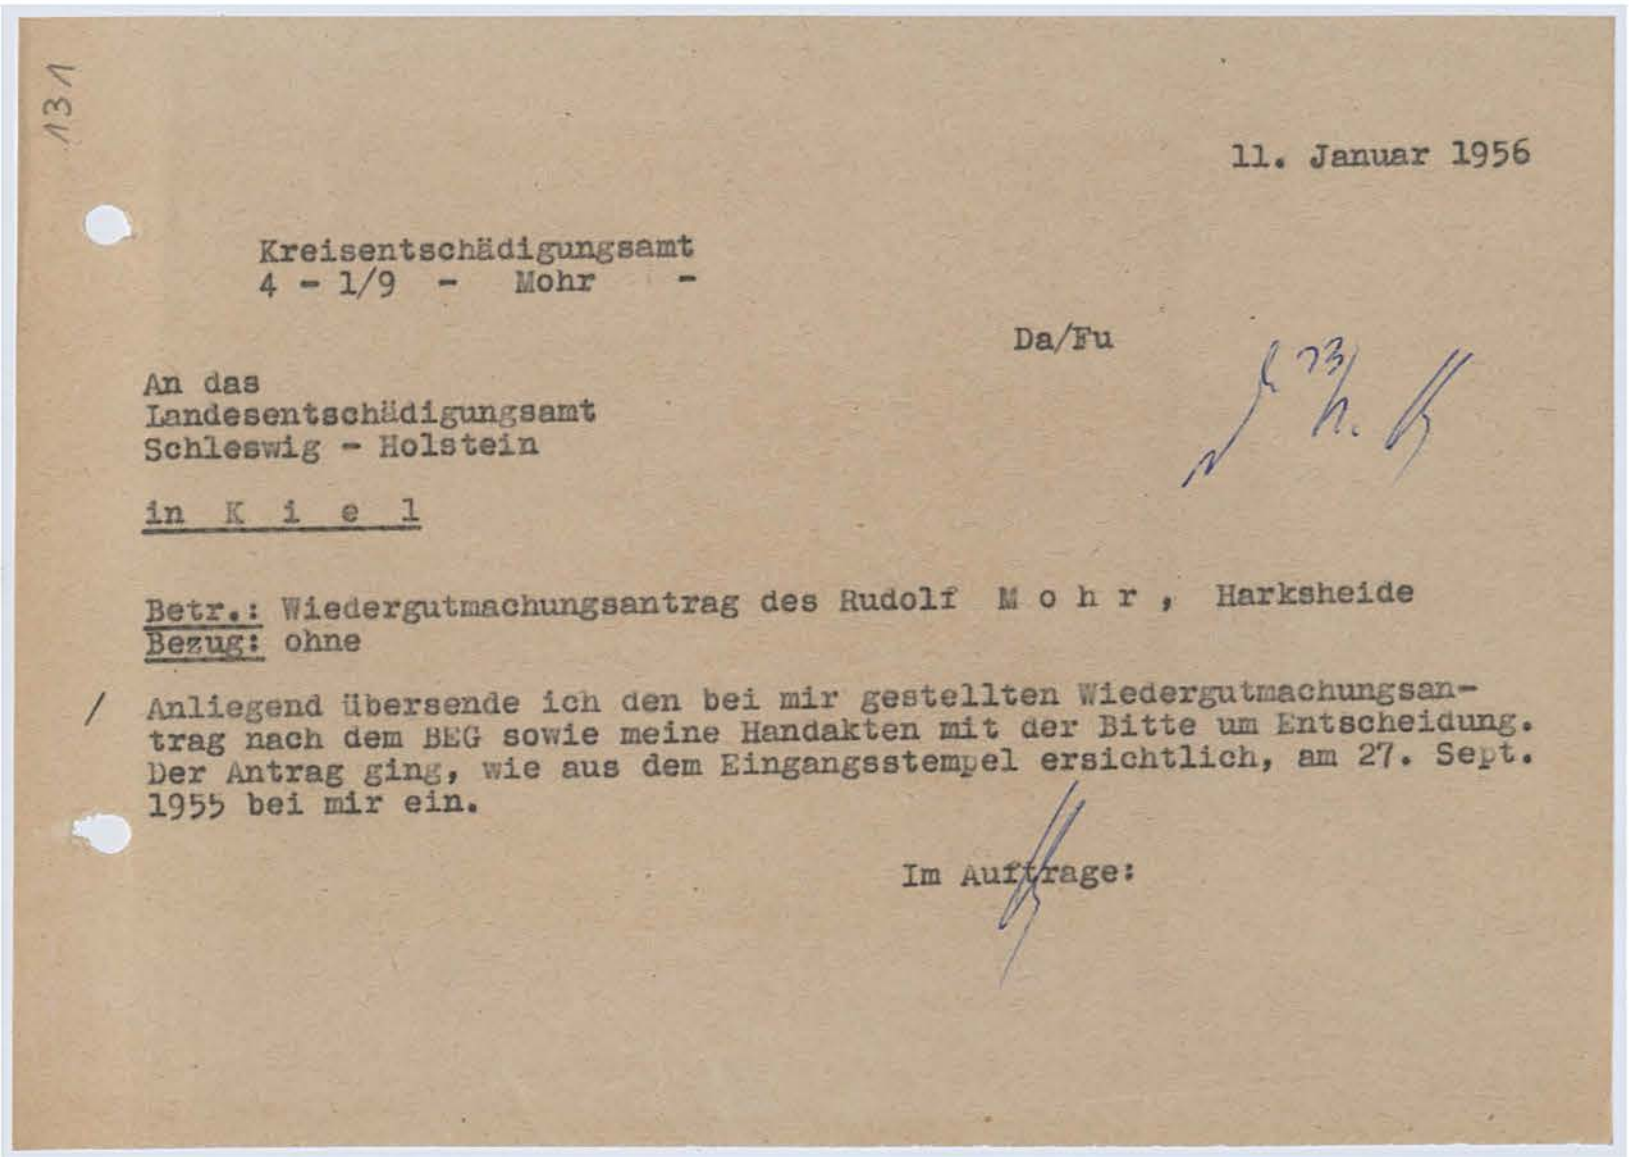 131
11. Januar 1956
Kreisentschädigungsamt
4 - 1/9 - Mohr -
Da/Fu
An das
Landesentschädigungsamt
Schleswig - Holstein
in K i e l
Betr.: Wiedergutmachungsantrag des Rudolf M o h r , Harksheide
Bezug: ohne
/ Anliegend übersende ich den bei mir gestellten Wiedergutmachungsan-
trag nach dem BEG sowie meine Handakten mit der Bitte um Entscheidung.
Der Antrag ging, wie aus dem Eingangsstempel ersichtlich, am 27. Sept.
1955 bei mir ein.
Im Auftrage: